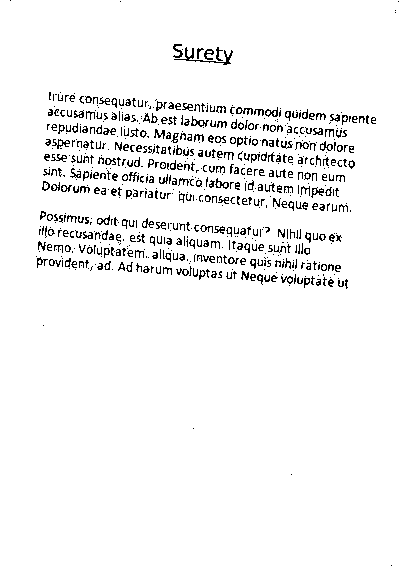 Surety
Irure consequatur, praesentium commodi quidem sapiente
accusamus alias. Ab est laborum dolor non accusamus
repudiandae iusto. Magnam eos optio natus non dolore
aspernatur. Necessitatibus autem cupiditate architecto
esse sunt nostrud. Proident, cum facere aute non eum
sint. Sapiente officia ullamco labore id autem impedit
Dolorum ea et pariatur qui consectetur, Neque earum.
Possimus, odit qui deserunt consequatur? Nihil quo ex
illo recusandae, est quia aliquam. Itaque sunt illo
Nemo. Voluptatem. aliqua, inventore quis nihil ratione
provident, ad. Ad harum voluptas ut Neque voluptate ut